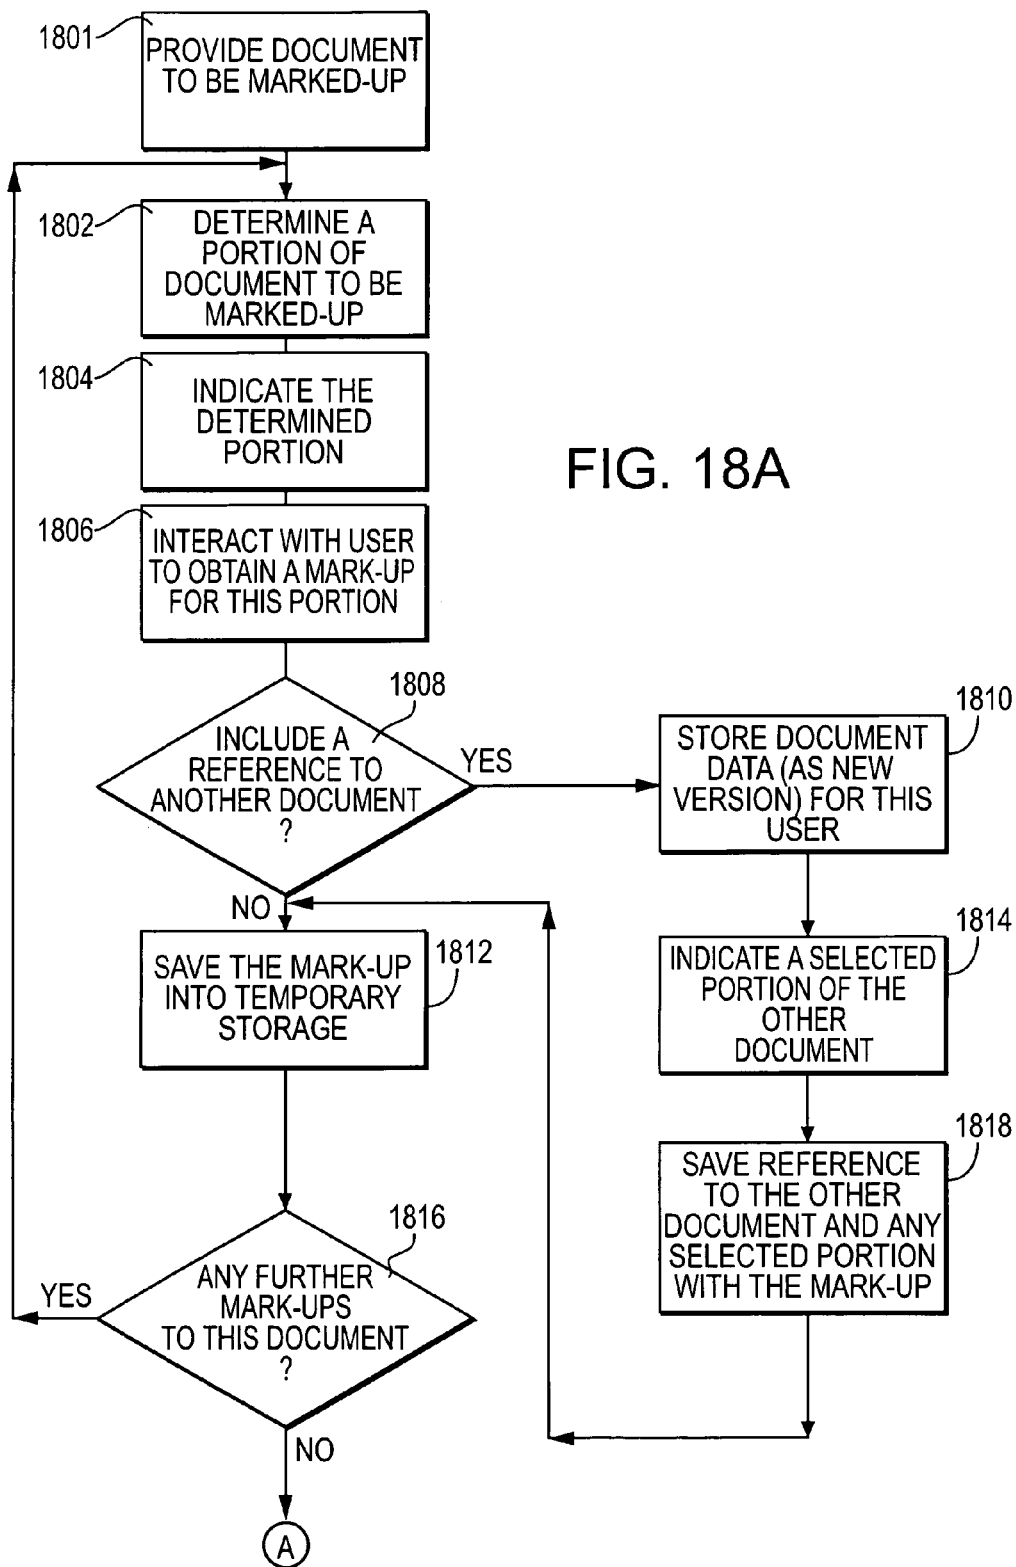 1801
PROVIDE DOCUMENT
TO BE MARKED-UP
1802
DETERMINE A
PORTION OF
DOCUMENT TO BE
MARKED-UP
1804
INDICATE THE
DETERMINED
PORTION
FIG. 18A
1806
INTERACT WITH USER
TO OBTAIN A MARK-UP
FOR THIS PORTION
1808
INCLUDE A
REFERENCE TO
ANOTHER DOCUMENT
?
YES
NO
1810
STORE DOCUMENT
DATA (AS NEW
VERSION) FOR THIS
USER
1812
SAVE THE MARK-UP
INTO TEMPORARY
STORAGE
1814
INDICATE A SELECTED
PORTION OF THE
OTHER
DOCUMENT
1818
SAVE REFERENCE
TO THE OTHER
DOCUMENT AND ANY
SELECTED PORTION
WITH THE MARK-UP
1816
ANY FURTHER
MARK-UPS
TO THIS DOCUMENT
?
YES
NO
A